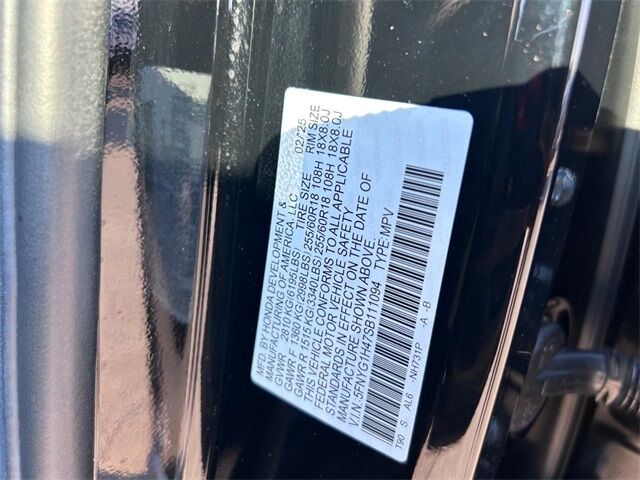 MFD. BY HONDA DEVELOPMENT &
MANUFACTURING OF AMERICA, LLC 02/25
GVWR 2810KG(6195LBS) TIRE SIZE RIM SIZE
GAWR F 1360KG(2998LBS) 255/60R18 108H 18X8.0J
GAWR R 1515KG(3340LBS) 255/60R18 108H 18X8.0J
THIS VEHICLE CONFORMS TO ALL APPLICABLE
FEDERAL MOTOR VEHICLE SAFETY
STANDARDS IN EFFECT ON THE DATE OF
MANUFACTURE SHOWN ABOVE.
V.I.N. 5FNYG1H47SB111094 TYPE:MPV
T90 S AL6 -NH731P -A -B